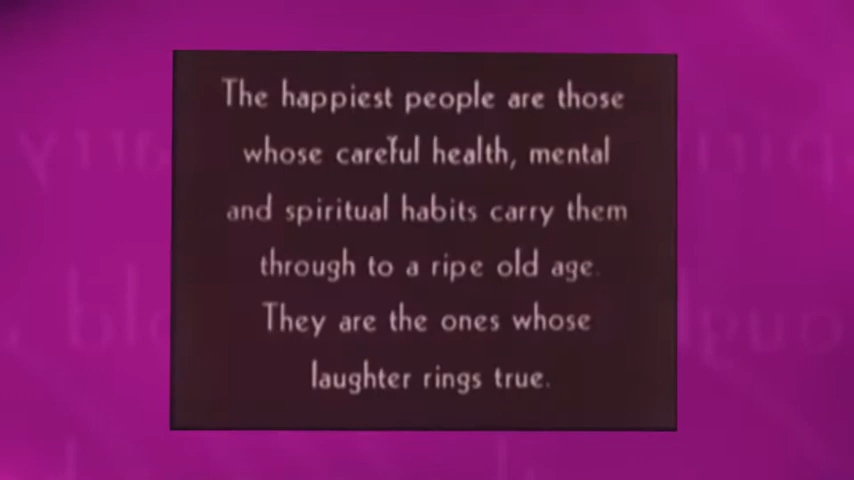 The happiest people are those
whose careful health, mental
and spiritual habits carry them
through to a ripe old age.
They are the ones whose
laughter rings true.